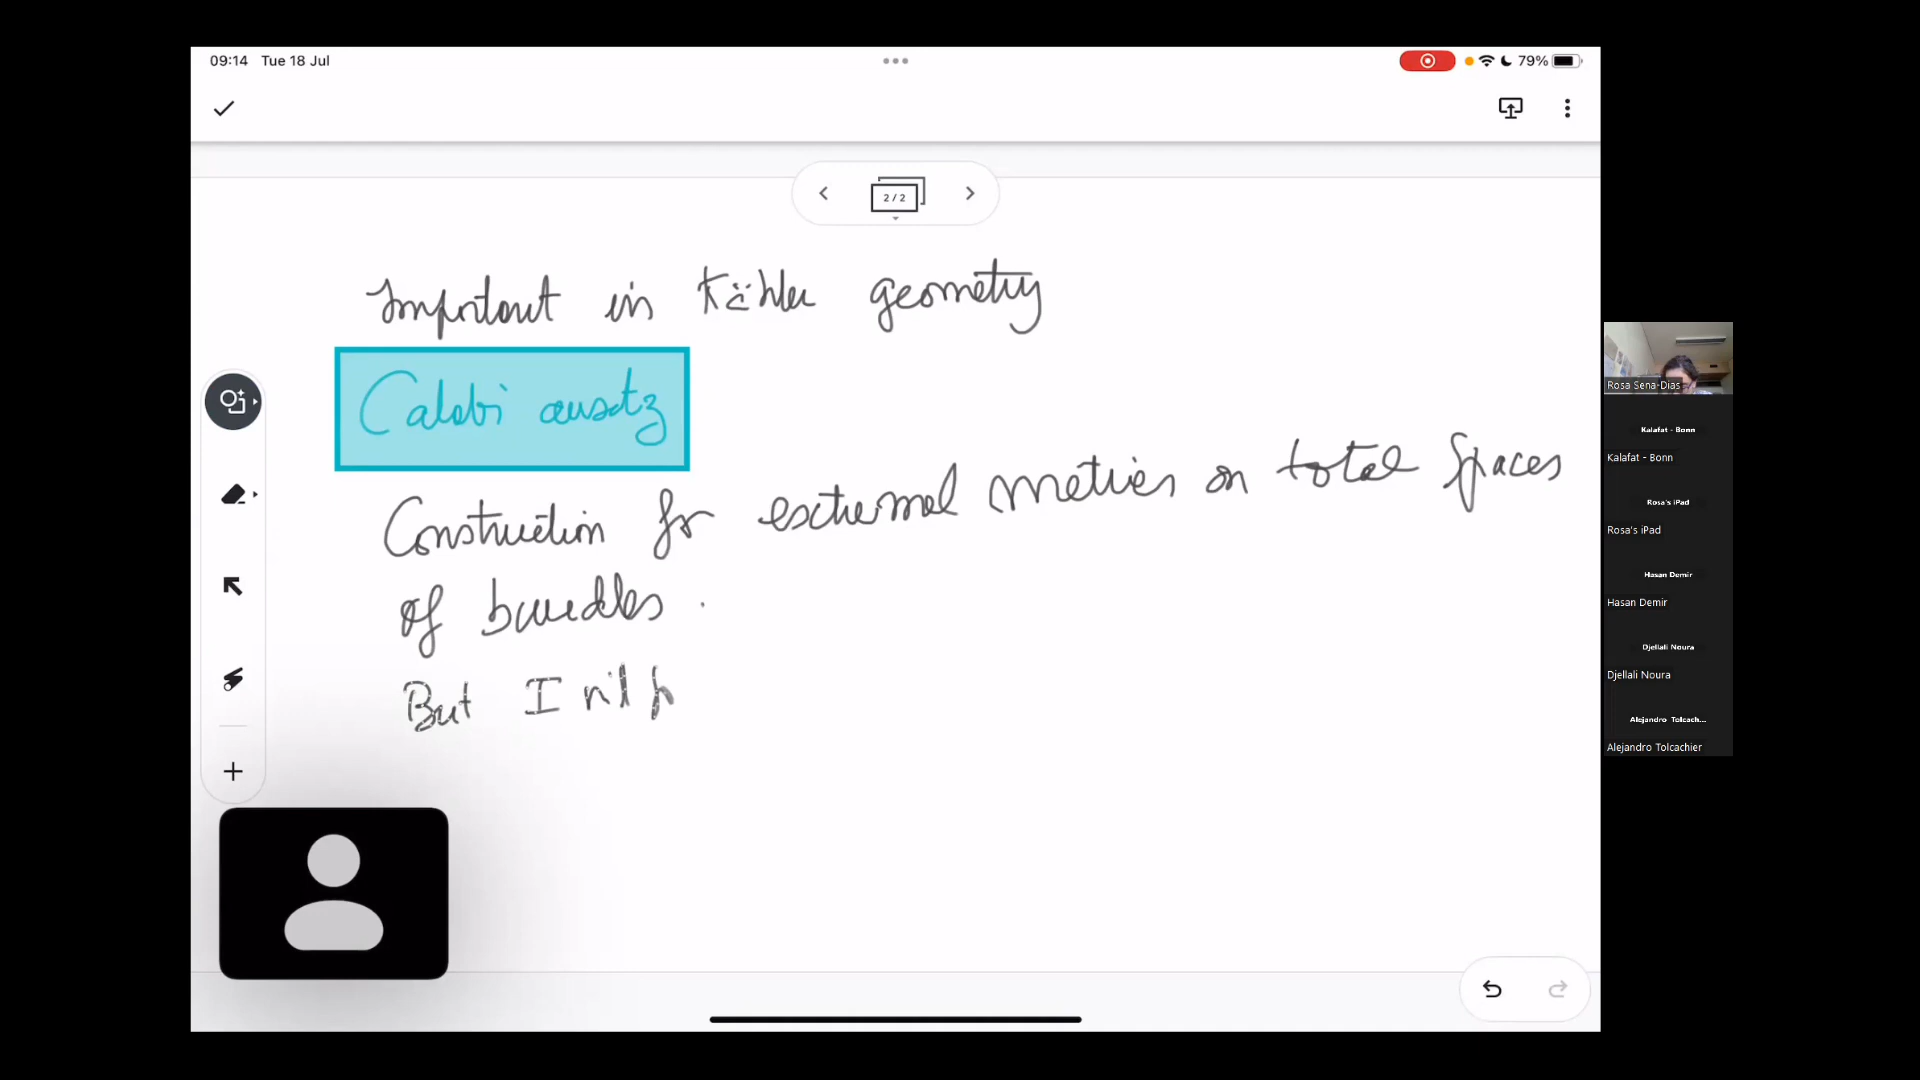 09:14 Tue 18 Jul
79%
2 / 2
Important in Kähler geometry
Calabi ansatz
Construction for extremal metrics on total spaces
of bundles.
But I
Rosa Sena-Dias
Kalafat - Bonn
Kalafat - Bonn
Rosa's iPad
Rosa's iPad
Hasan Demir
Hasan Demir
Djellali Noura
Djellali Noura
Alejandro Tolcach...
Alejandro Tolcachier